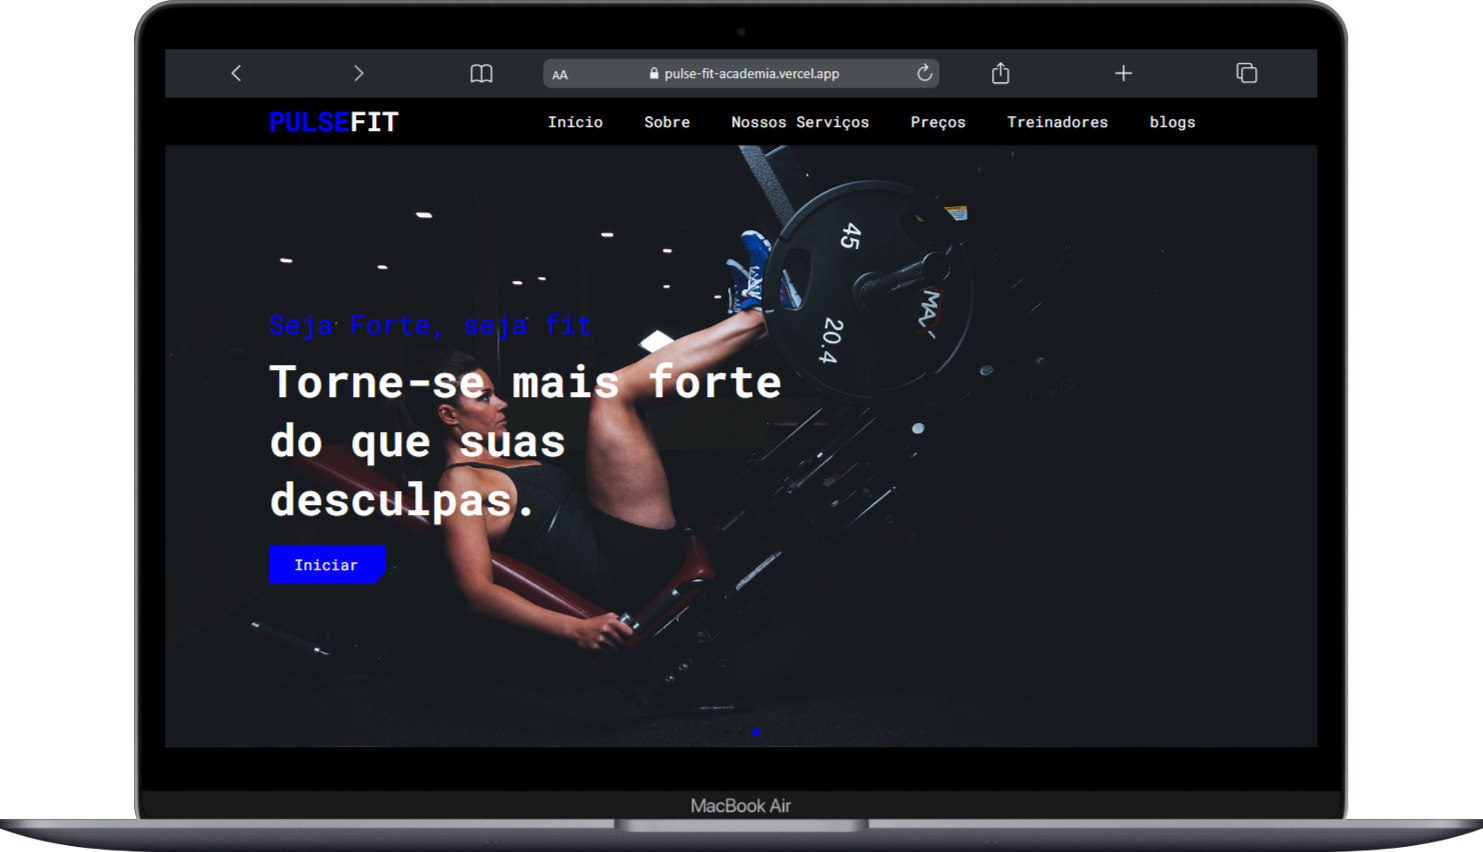 AA
pulse-fit-academia.vercel.app
PULSEFIT
Início Sobre Nossos Serviços Preços Treinadores blogs
45
MA
20.4
Seja Forte, seja fit
Torne-se mais forte
do que suas
desculpas.
Iniciar
MacBook Air